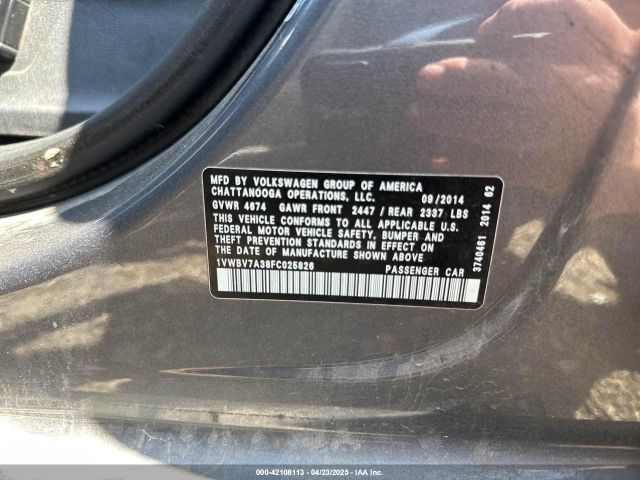 MFD BY VOLKSWAGEN GROUP OF AMERICA
CHATTANOOGA OPERATIONS, LLC. 09/2014
GVWR 4674 GAWR FRONT 2447 / REAR 2337 LBS
THIS VEHICLE CONFORMS TO ALL APPLICABLE U.S.
FEDERAL MOTOR VEHICLE SAFETY, BUMPER AND
THEFT PREVENTION STANDARDS IN EFFECT ON THE
DATE OF MANUFACTURE SHOWN ABOVE
1VWBV7A38FC025826 PASSENGER CAR
3740461 2014 62
000-42108113 - 04/23/2025 - IAA Inc.